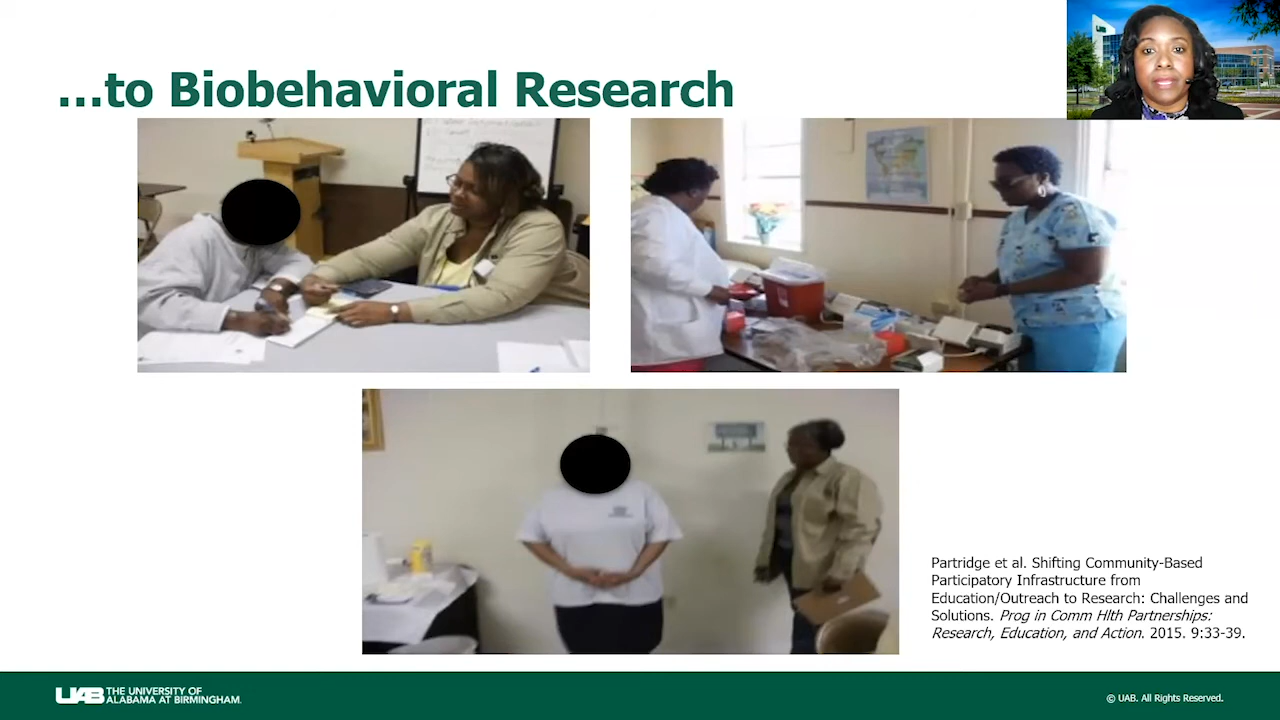 ...to Biobehavioral Research
Partridge et al. Shifting Community-Based
Participatory Infrastructure from
Education/Outreach to Research: Challenges and
Solutions. Prog in Comm Hlth Partnerships:
Research, Education, and Action. 2015. 9:33-39.
UAB THE UNIVERSITY OF
ALABAMA AT BIRMINGHAM.
© UAB. All Rights Reserved.